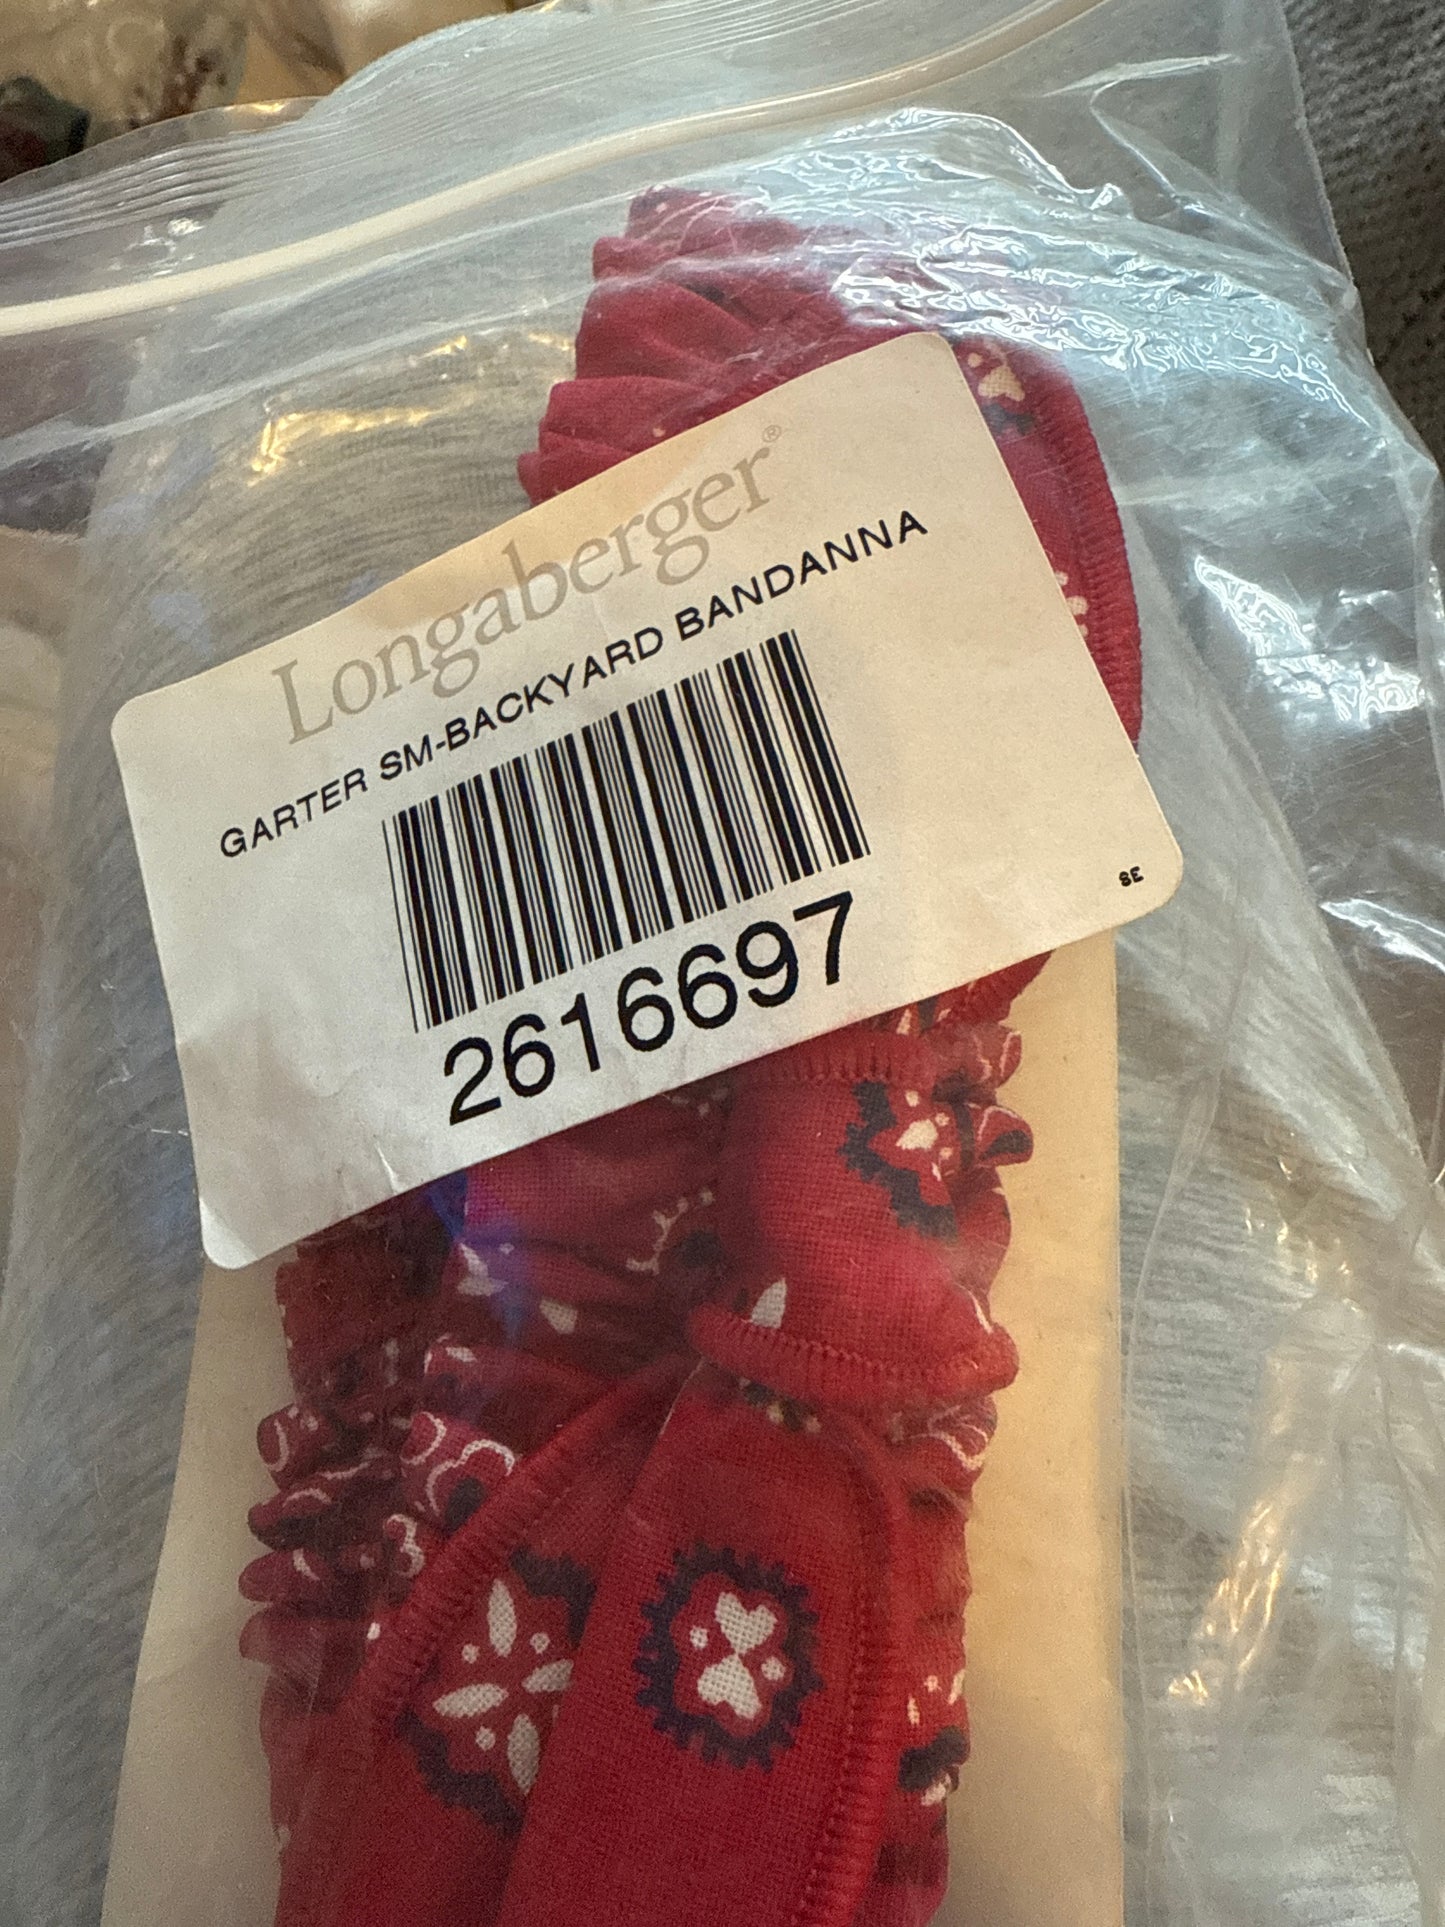 Longaberger®
GARTER SM-BACKYARD BANDANNA
2616697
SE